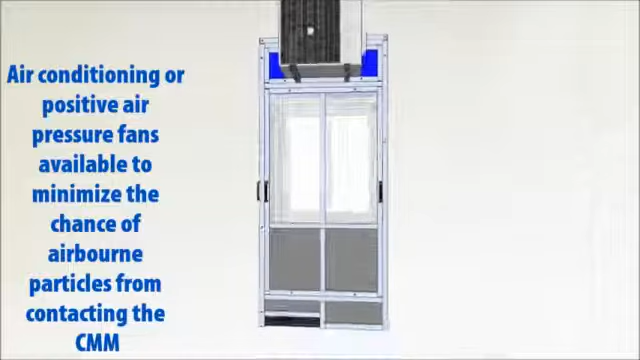 Air conditioning or
positive air
pressure fans
available to
minimize the
chance of
airbourne
particles from
contacting the
CMM